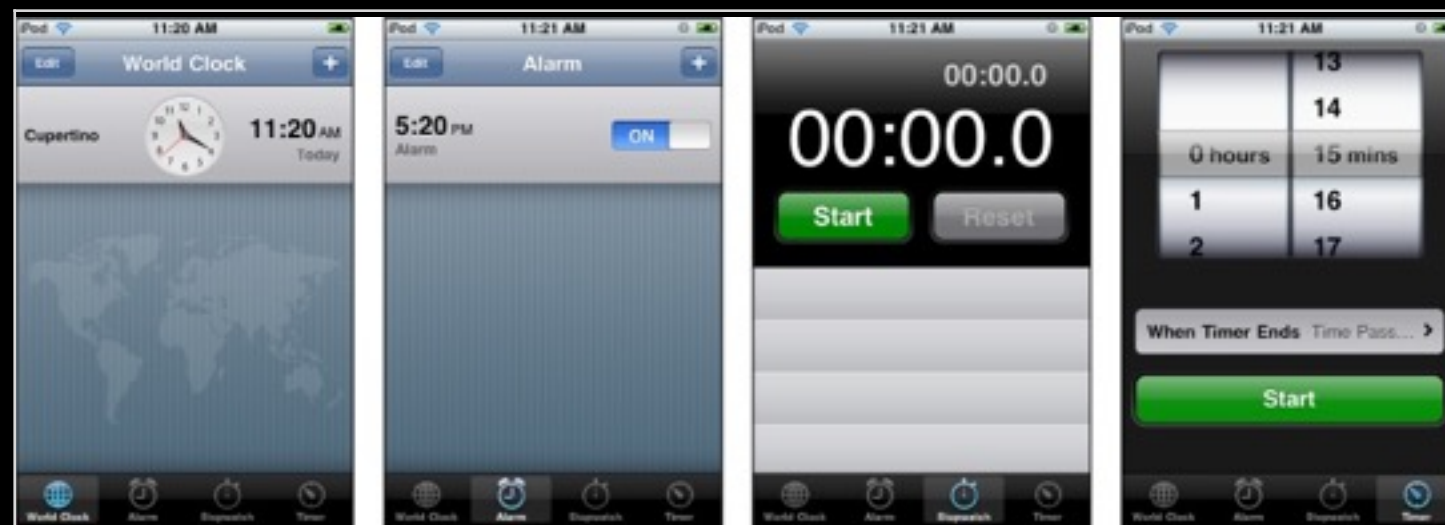 iPod 11:20 AM
Edit World Clock +
Cupertino 11:20 AM
Today
World Clock Alarm Stopwatch Timer
iPod 11:21 AM
Edit Alarm +
5:20 PM ON
Alarm
World Clock Alarm Stopwatch Timer
iPod 11:21 AM
00:00.0
00:00.0
Start Reset
World Clock Alarm Stopwatch Timer
iPod 11:21 AM
13
14
0 hours 15 mins
1 16
2 17
When Timer Ends Time Pass... >
Start
World Clock Alarm Stopwatch Timer